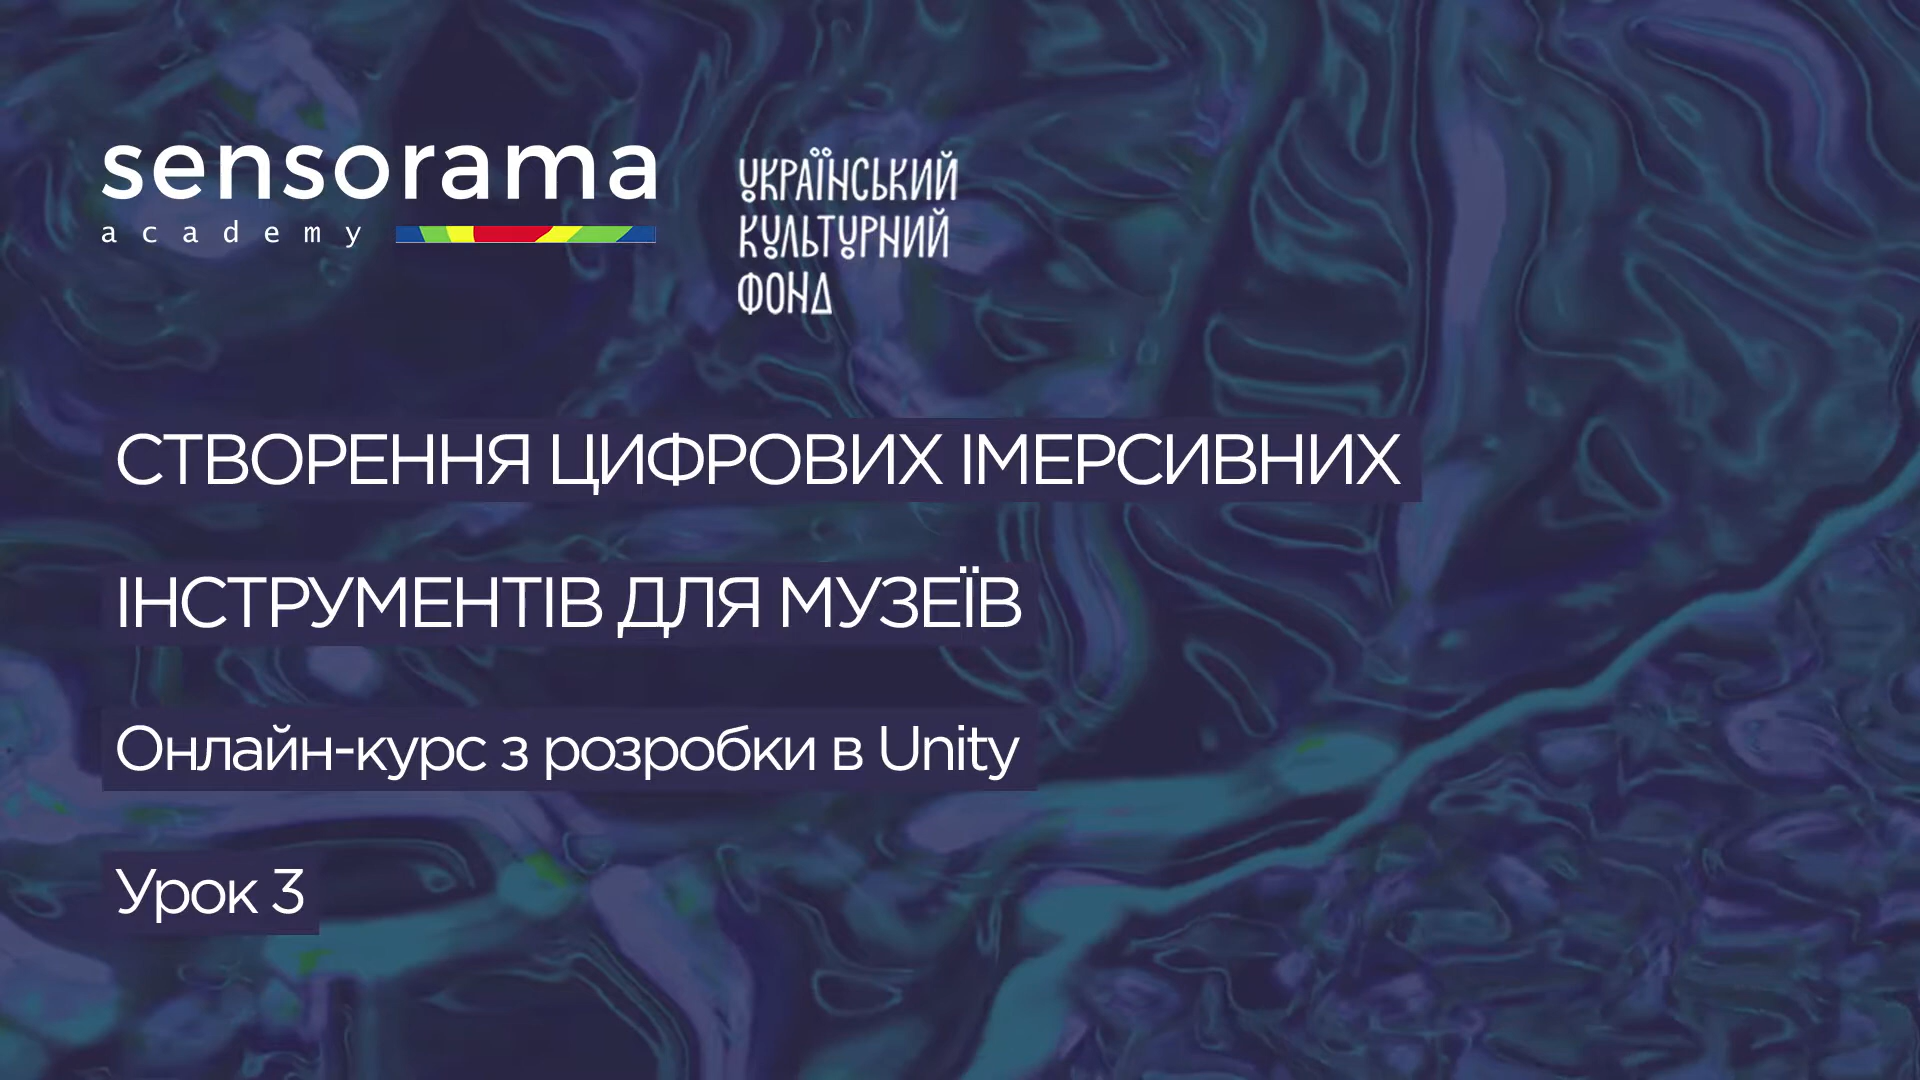 sensorama
academy
УКРАЇНСЬКИЙ
КУЛЬТУРНИЙ
ФОНД
СТВОРЕННЯ ЦИФРОВИХ ІМЕРСИВНИХ
ІНСТРУМЕНТІВ ДЛЯ МУЗЕЇВ
Онлайн-курс з розробки в Unity
Урок 3